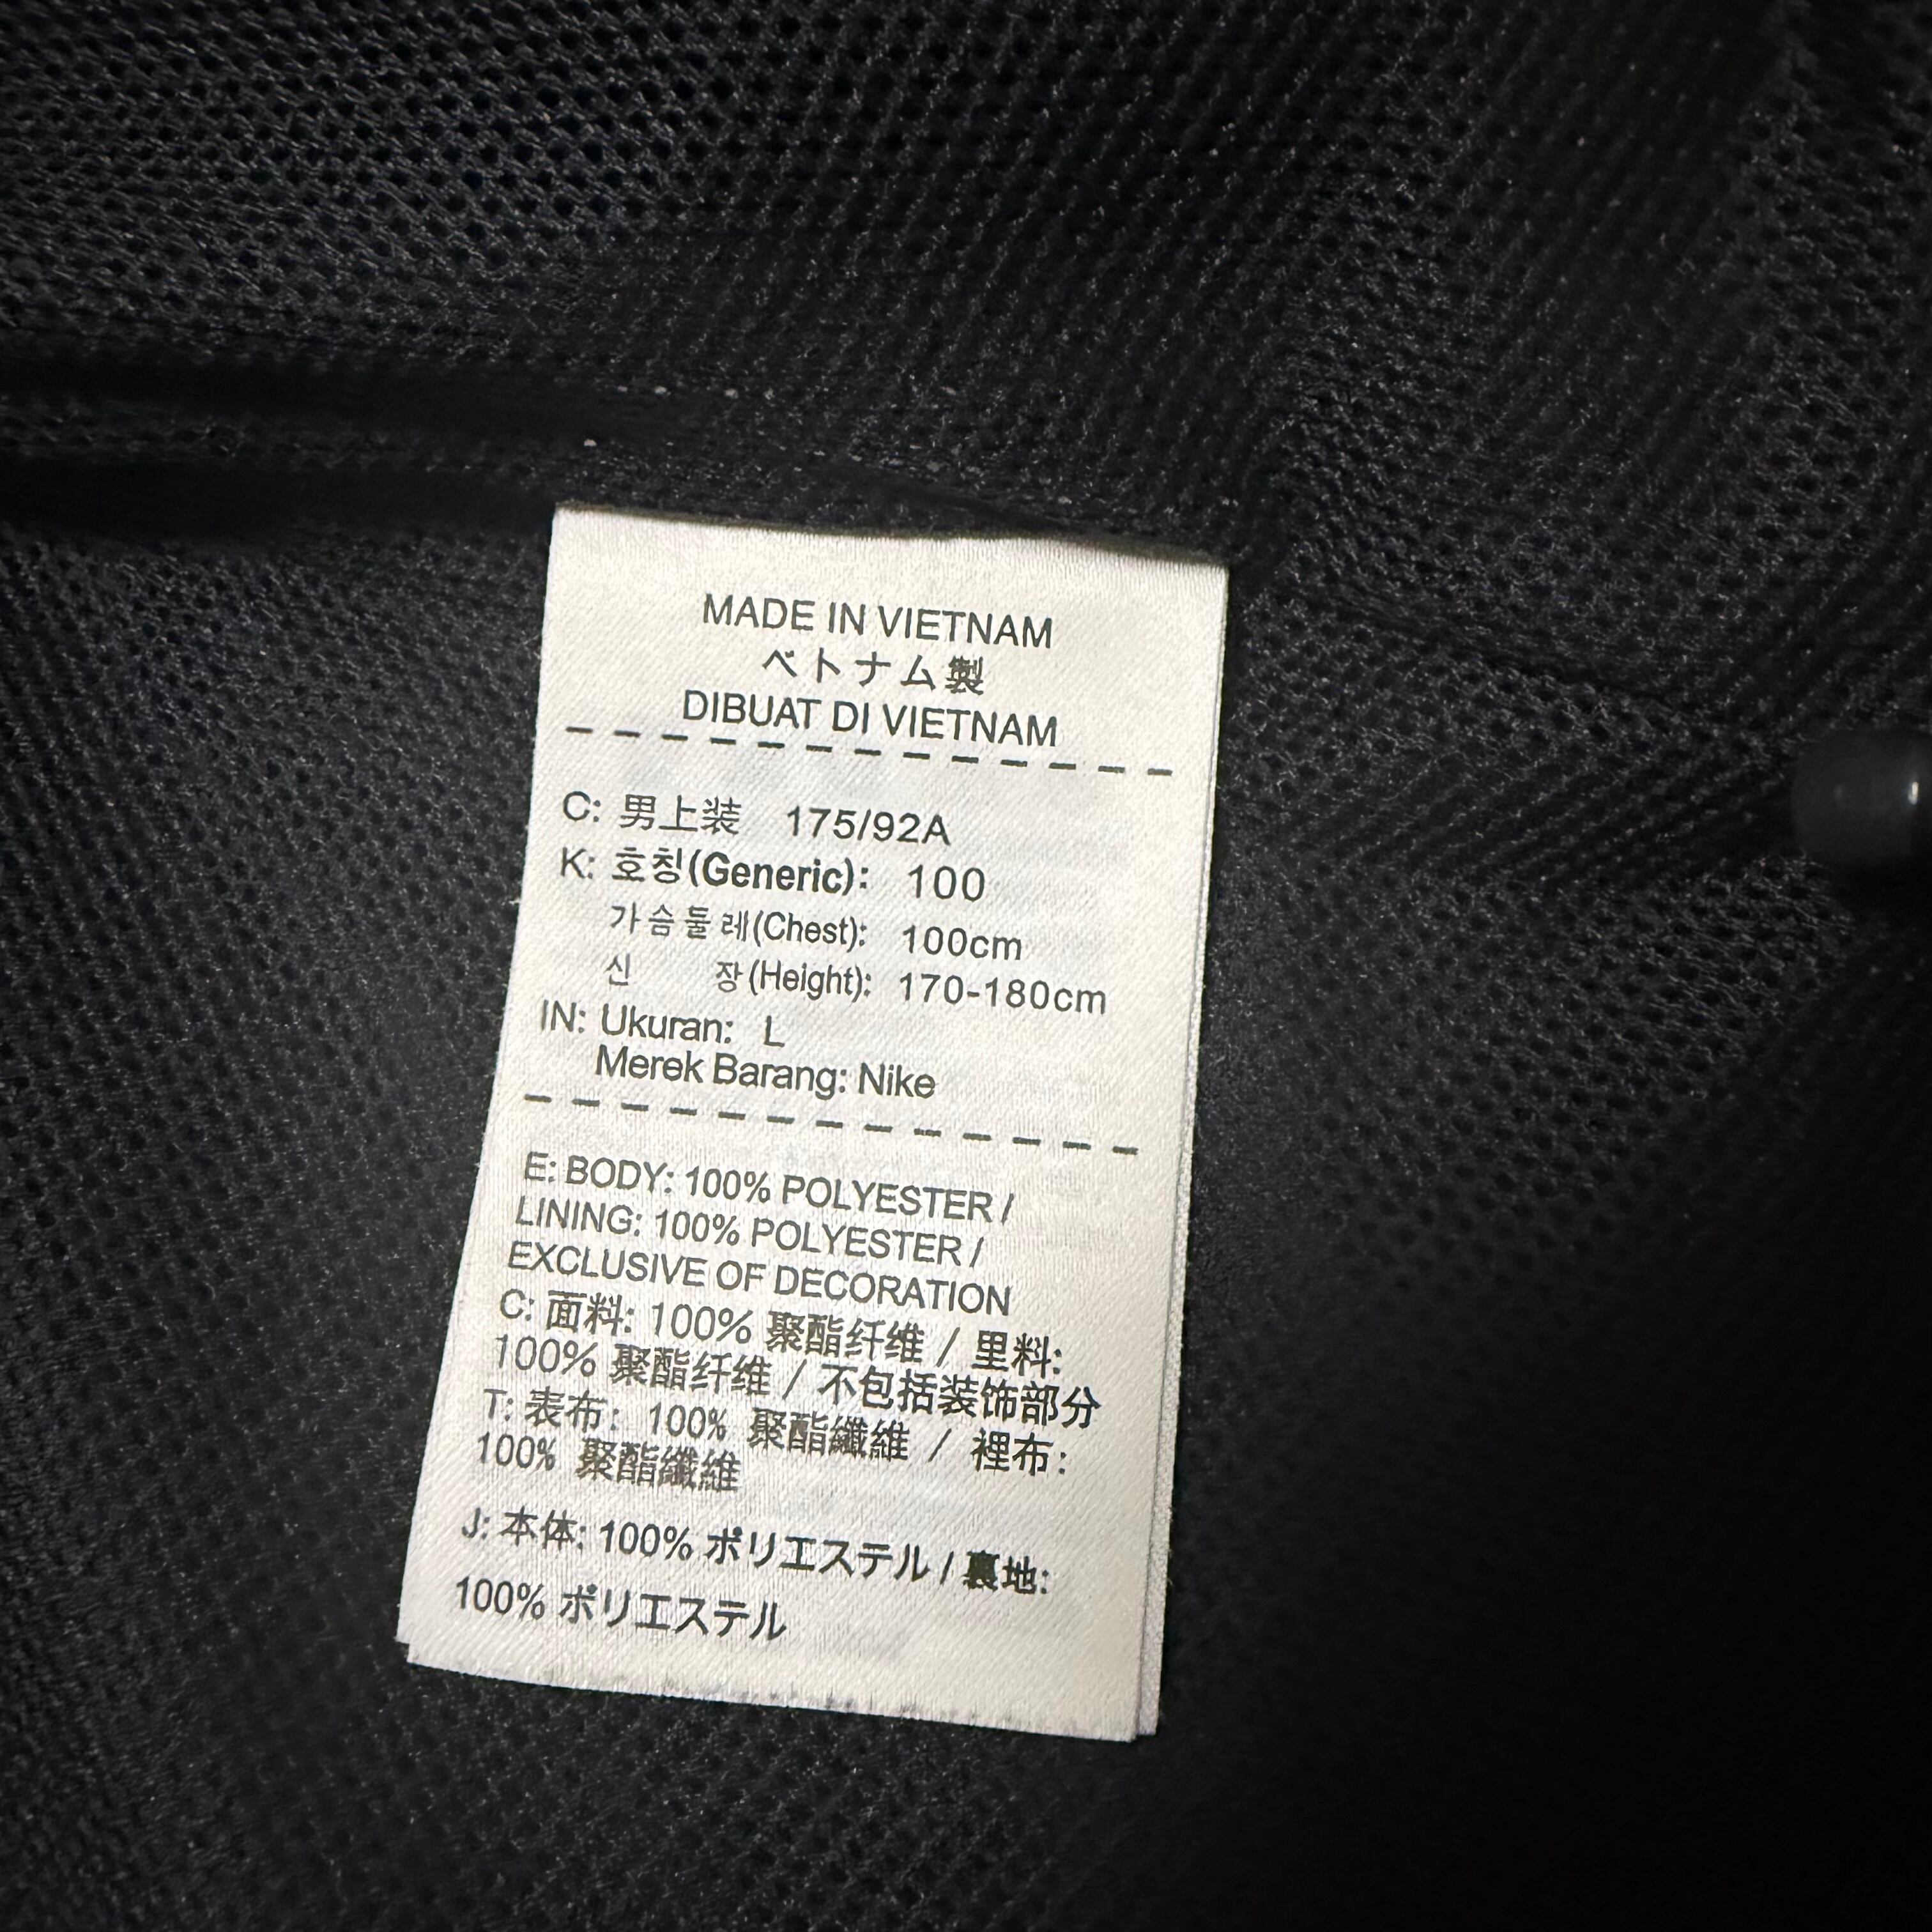 MADE IN VIETNAM
ベトナム製
DIBUAT DI VIETNAM
C: 男上装 175/92A
K: 호칭(Generic): 100
가슴둘레(Chest): 100cm
신 장(Height): 170-180cm
IN: Ukuran: L
Merek Barang: Nike
E: BODY: 100% POLYESTER /
LINING: 100% POLYESTER /
EXCLUSIVE OF DECORATION
C: 面料: 100% 聚酯纤维 / 里料:
100% 聚酯纤维 / 不包括装饰部分
T: 表布: 100% 聚酯纖維 / 裡布:
100% 聚酯纖維
J: 本体: 100% ポリエステル / 裏地:
100% ポリエステル